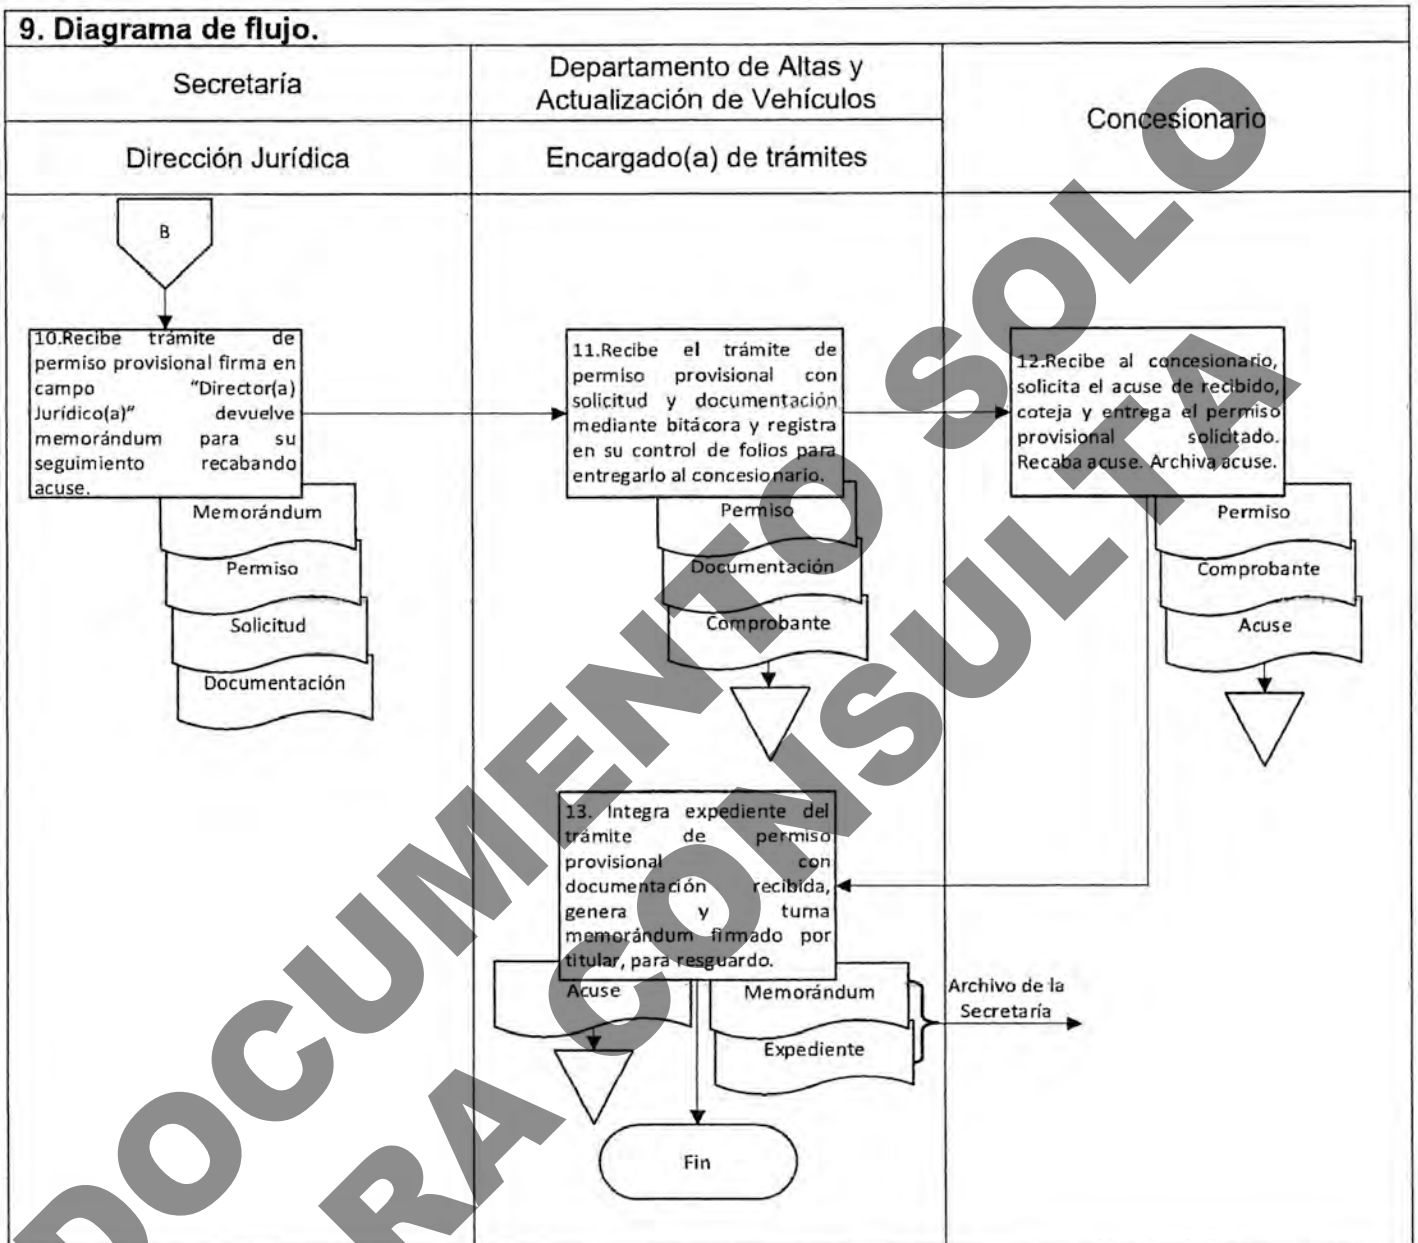 9. Diagrama de flujo.
Secretaría
Departamento de Altas y
Actualización de Vehículos
Concesionario
Dirección Jurídica
Encargado(a) de trámites
B
10.Recibe trámite de
permiso provisional firma en
campo "Director(a)
Jurídico(a)" devuelve
memorándum para su
seguimiento recabando
acuse.
Memorándum
Permiso
Solicitud
Documentación
11.Recibe el trámite de
permiso provisional con
solicitud y documentación
mediante bitácora y registra
en su control de folios para
entregarlo al concesionario.
Permiso
Documentación
Comprobante
12.Recibe al concesionario,
solicita el acuse de recibido,
coteja y entrega el permiso
provisional solicitado.
Recaba acuse. Archiva acuse.
Permiso
Comprobante
Acuse
13. Integra expediente del
trámite de permiso
provisional con
documentación recibida,
genera y turna
memorándum firmado por
titular, para resguardo.
Acuse
Memorándum
Expediente
Archivo de la
Secretaría
Fin
DOCUMENTO SOLO
RA CONSULTA